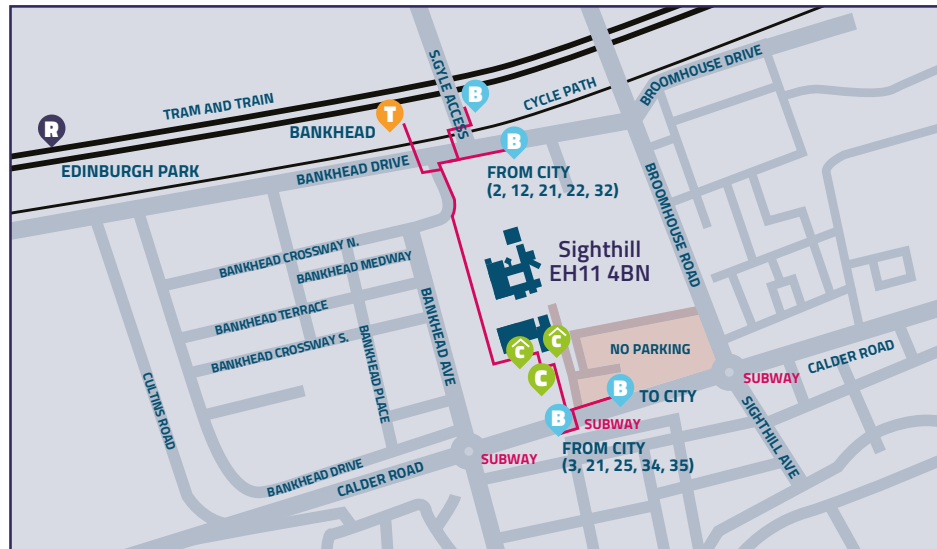 S.GYLE ACCESS
BROOMHOUSE DRIVE
B
CYCLE PATH
TRAM AND TRAIN
T
R
BANKHEAD
B
EDINBURGH PARK
BANKHEAD DRIVE
FROM CITY
(2, 12, 21, 22, 32)
BROOMHOUSE ROAD
Sighthill
EH11 4BN
BANKHEAD CROSSWAY N.
BANKHEAD MEDWAY
BANKHEAD AVE
BANKHEAD TERRACE
BANKHEAD CROSSWAY S.
BANKHEAD PLACE
C
C
C
NO PARKING
CALDER ROAD
SUBWAY
B
TO CITY
CULTINS ROAD
B
SUBWAY
SIGHTHILL AVE
FROM CITY
(3, 21, 25, 34, 35)
SUBWAY
BANKHEAD DRIVE
CALDER ROAD